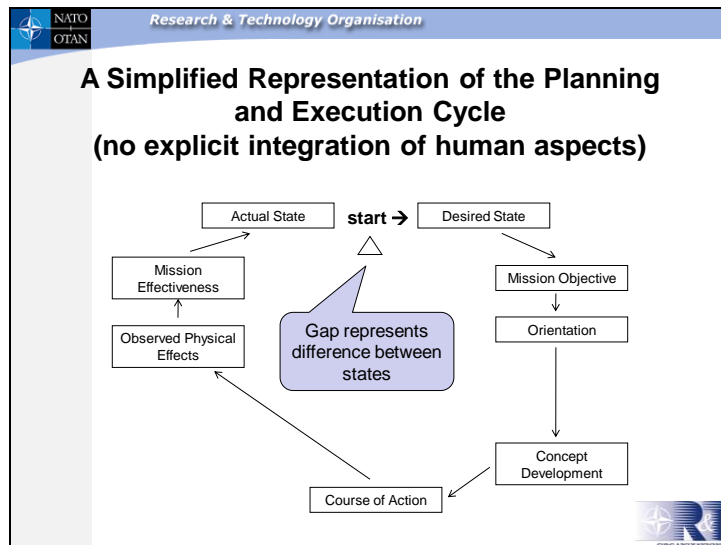 NATO
OTAN
Research & Technology Organisation
A Simplified Representation of the Planning
and Execution Cycle
(no explicit integration of human aspects)
Actual State
start →
Desired State
Mission
Effectiveness
Mission Objective
Gap represents
difference between
states
Orientation
Observed Physical
Effects
Concept
Development
Course of Action
R&